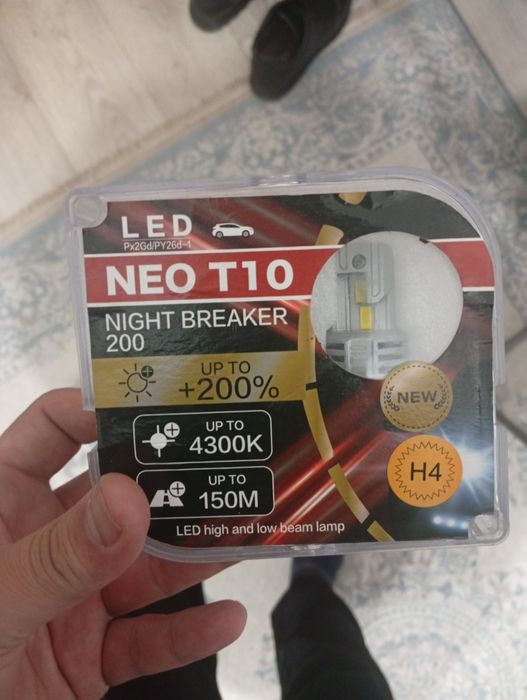 LED
Px2Gd/PY26d-1
NEO T10
NIGHT BREAKER
200
UP TO
+200%
UP TO
4300K
UP TO
150M
LED high and low beam lamp
NEW
H4